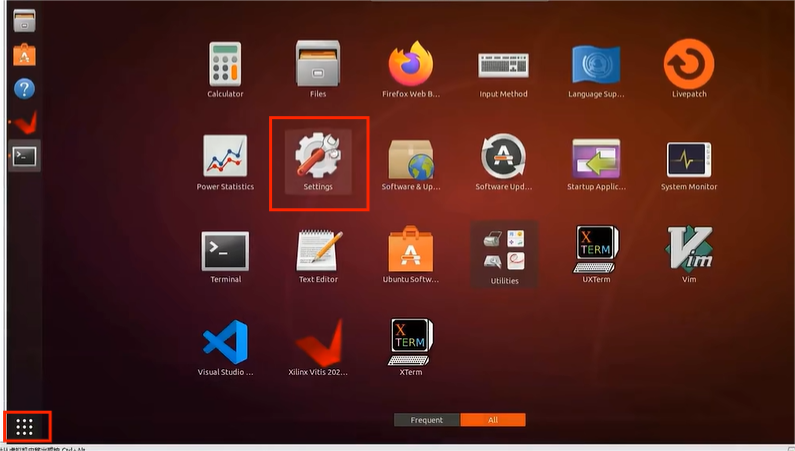 Calculator
Files
Firefox Web B...
Input Method
Language Sup...
Livepatch
Power Statistics
Settings
Software & Up...
Software Upd...
Startup Applic...
System Monitor
Terminal
Text Editor
Ubuntu Softw...
Utilities
X
TERM
UXTerm
Vim
Visual Studio ...
Xilinx Vitis 202...
X
TERM
XTerm
Frequent
All